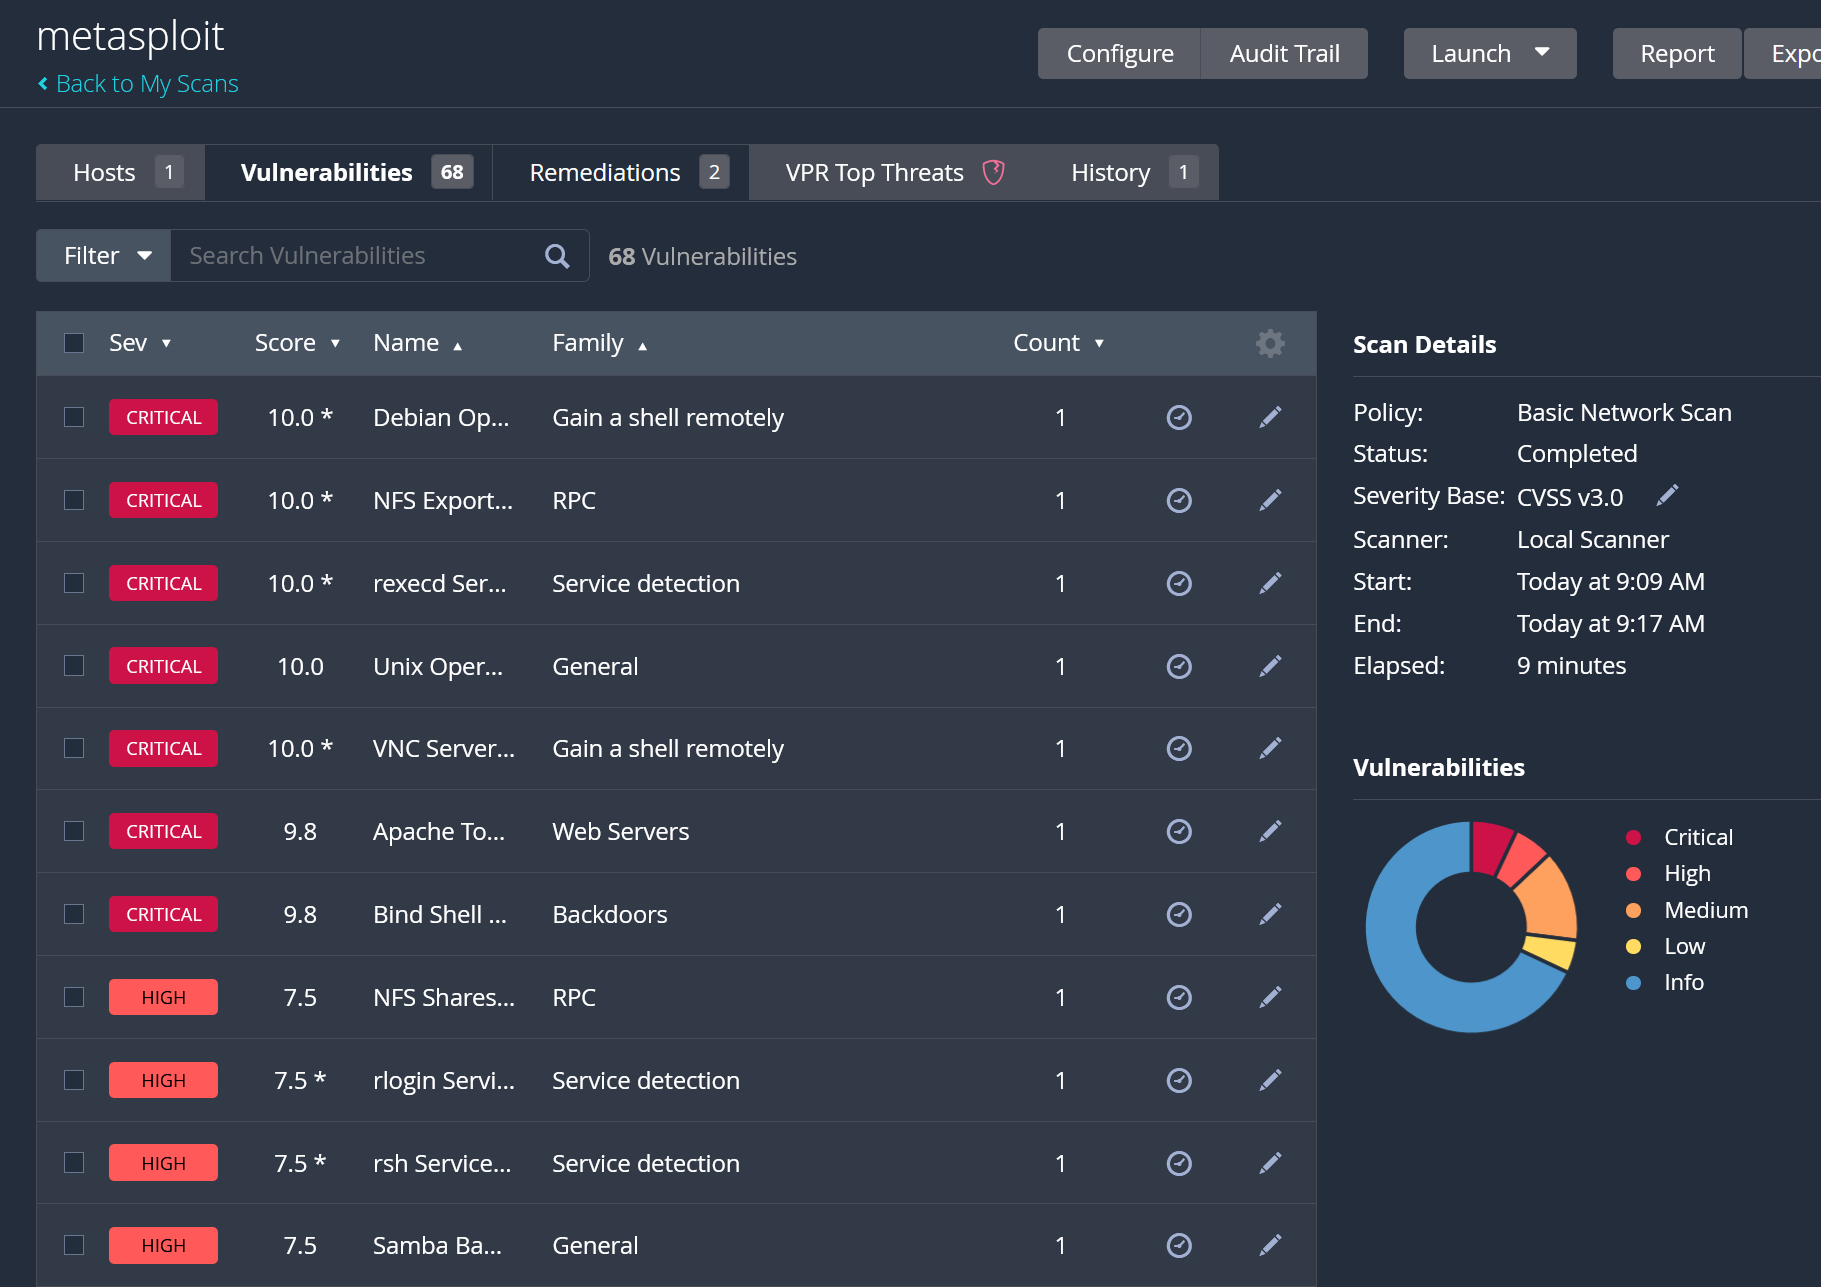 metasploit
Back to My Scans
Configure Audit Trail Launch Report Expo
Hosts 1 Vulnerabilities 68 Remediations 2 VPR Top Threats History 1
Filter Search Vulnerabilities 68 Vulnerabilities
Sev Score Name Family Count
CRITICAL 10.0 * Debian Op... Gain a shell remotely 1
CRITICAL 10.0 * NFS Export... RPC 1
CRITICAL 10.0 * rexecd Ser... Service detection 1
CRITICAL 10.0 Unix Oper... General 1
CRITICAL 10.0 * VNC Server... Gain a shell remotely 1
CRITICAL 9.8 Apache To... Web Servers 1
CRITICAL 9.8 Bind Shell ... Backdoors 1
HIGH 7.5 NFS Shares... RPC 1
HIGH 7.5 * rlogin Servi... Service detection 1
HIGH 7.5 * rsh Service... Service detection 1
HIGH 7.5 Samba Ba... General 1
Scan Details
Policy: Basic Network Scan
Status: Completed
Severity Base: CVSS v3.0
Scanner: Local Scanner
Start: Today at 9:09 AM
End: Today at 9:17 AM
Elapsed: 9 minutes
Vulnerabilities
Critical
High
Medium
Low
Info